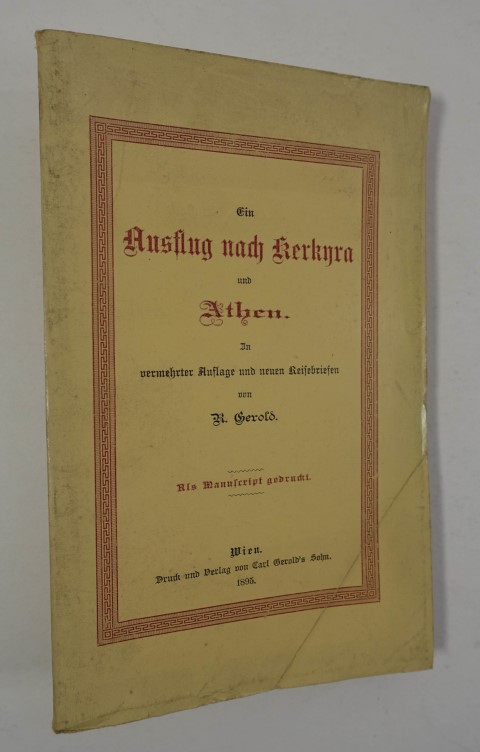 Ein
Ausflug nach Kerkyra
und
Athen.
In
vermehrter Auflage und neuen Reisebriefen
von
R. Gerold.
Als Manuscript gedruckt.
Wien.
Druck und Verlag von Carl Gerold's Sohn.
1895.